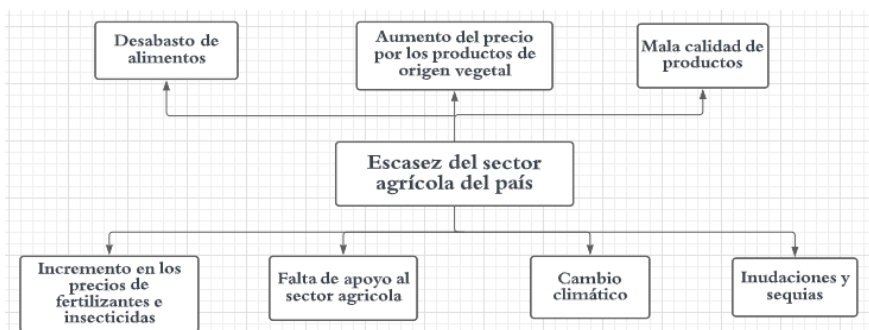 Desabasto de
alimentos
Aumento del precio
por los productos de
origen vegetal
Mala calidad de
productos
Escasez del sector
agrícola del país
Incremento en los
precios de
fertilizantes e
insecticidas
Falta de apoyo al
sector agricola
Cambio
climático
Inudaciones y
sequias